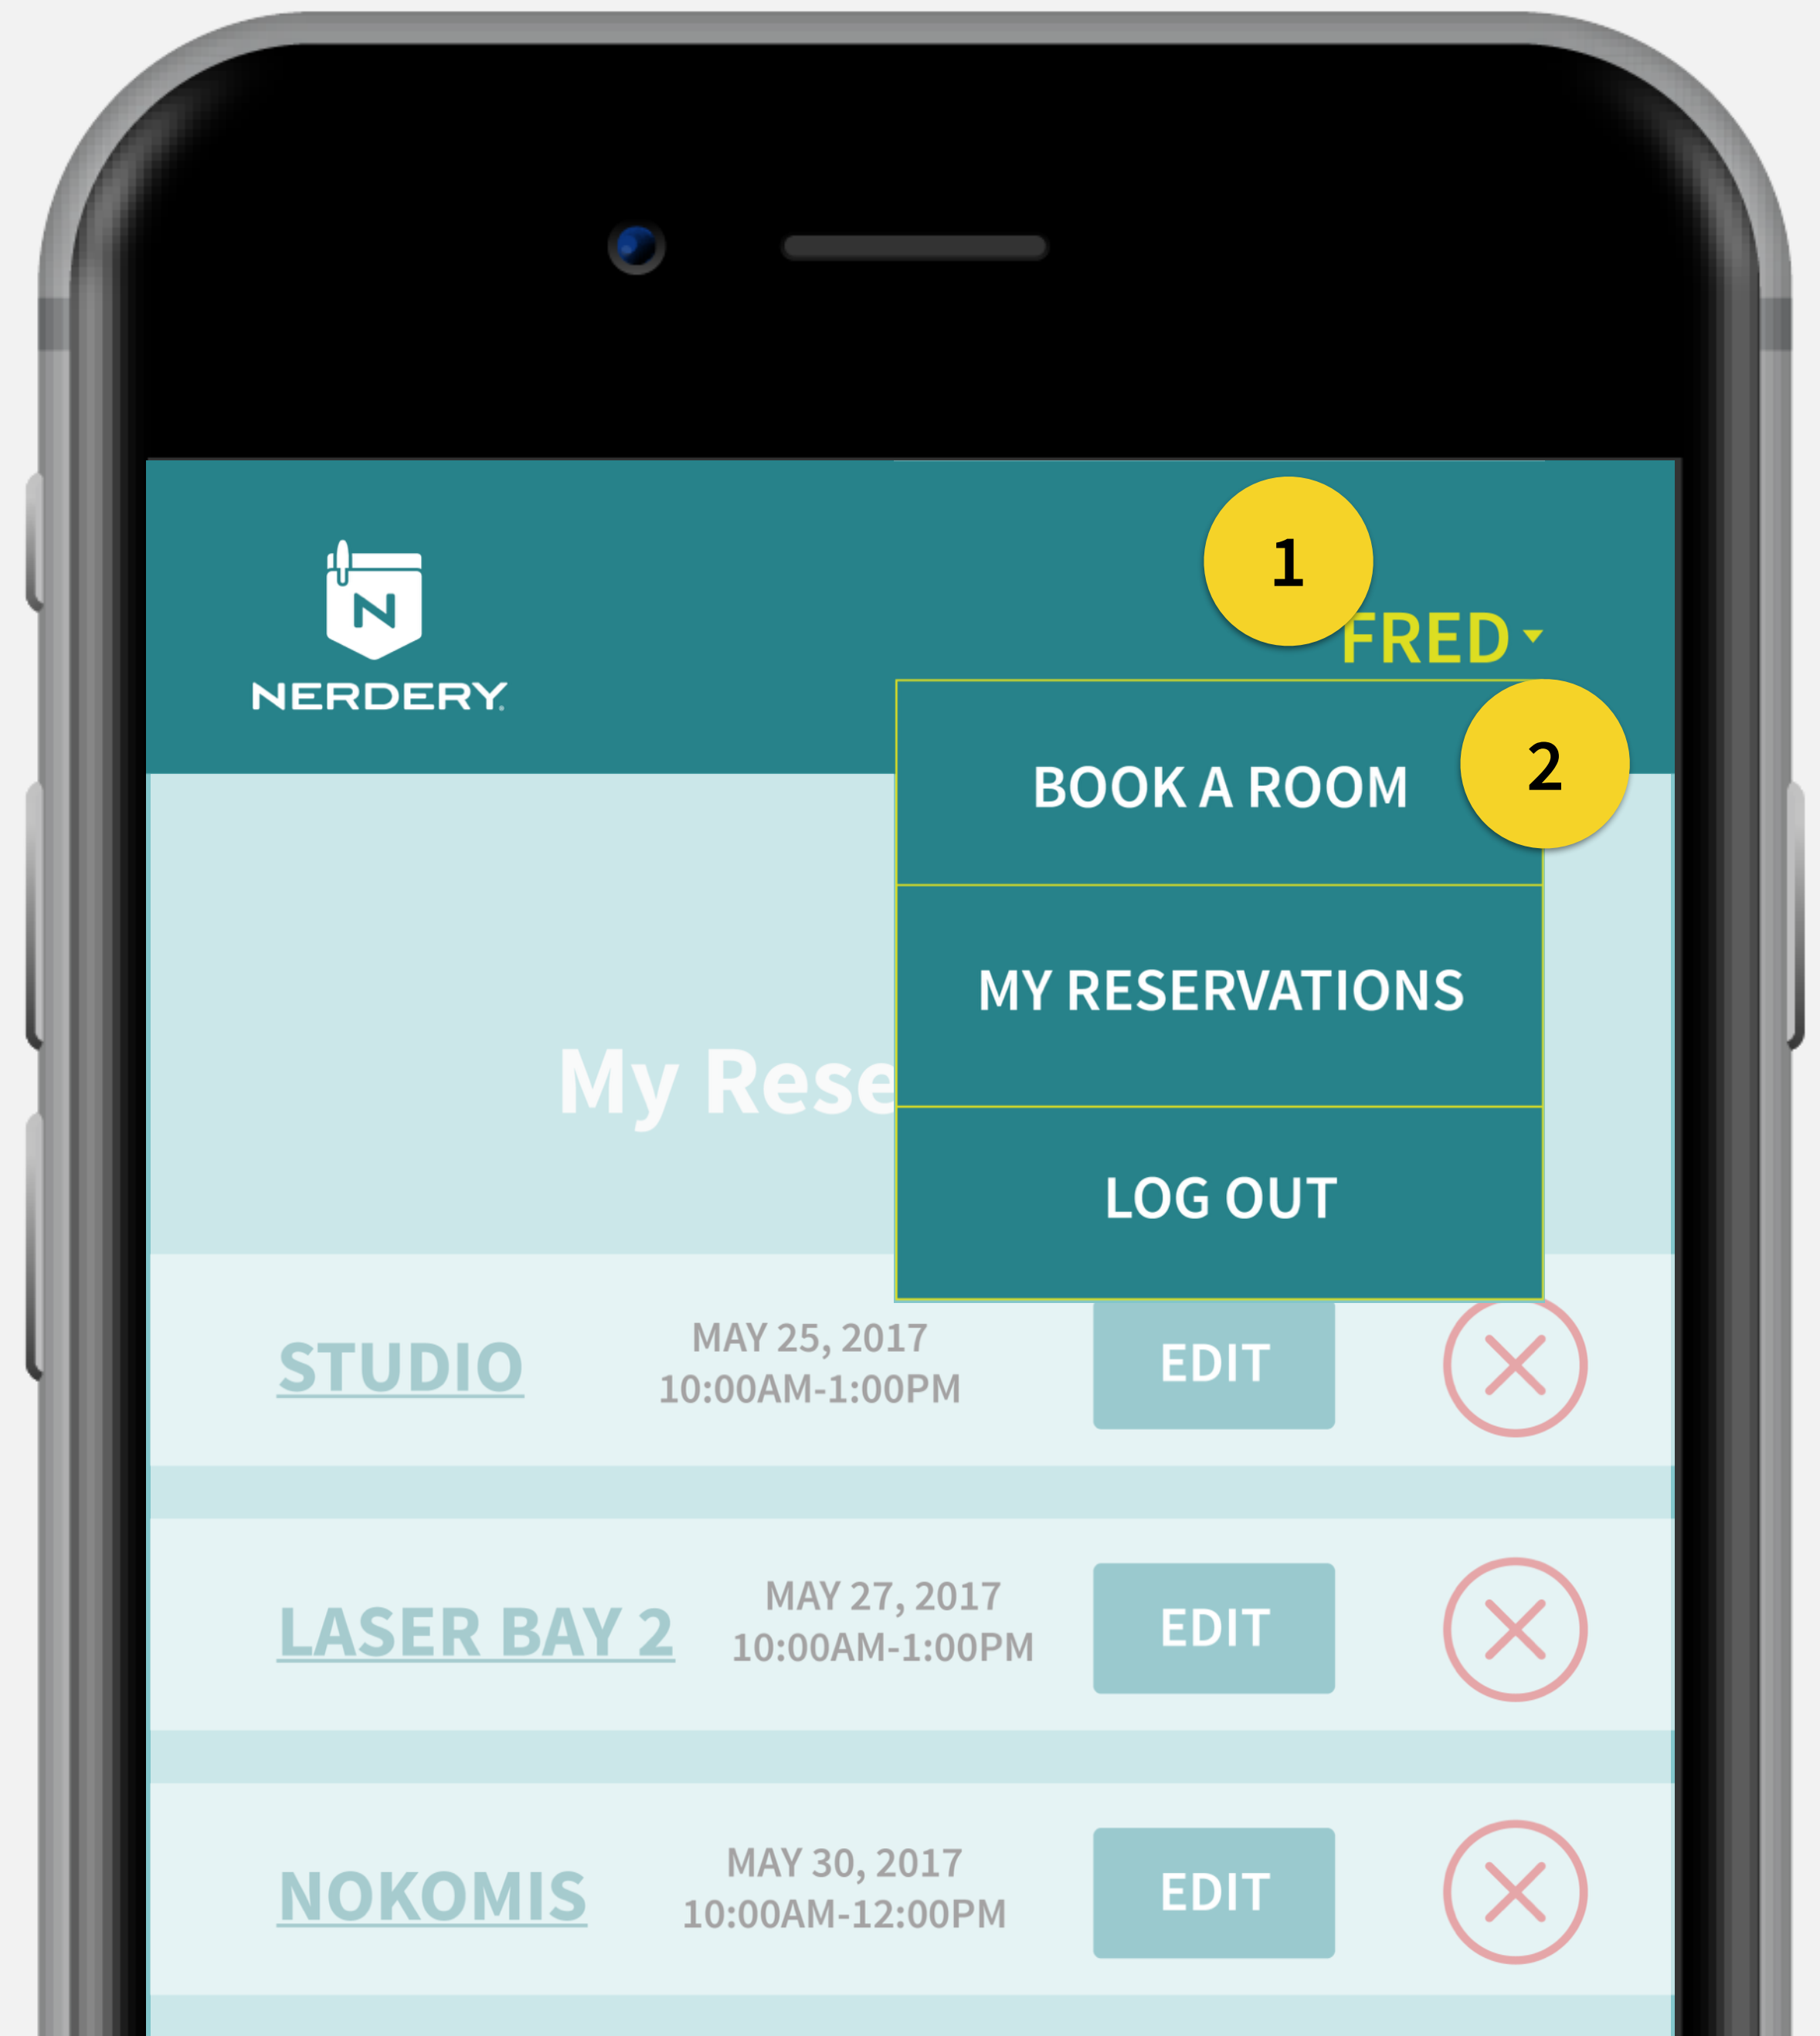 N
NERDERY.
1
FRED
2
BOOK A ROOM
MY RESERVATIONS
LOG OUT
My Rese
STUDIO
MAY 25, 2017
10:00AM-1:00PM
EDIT
LASER BAY 2
MAY 27, 2017
10:00AM-1:00PM
EDIT
NOKOMIS
MAY 30, 2017
10:00AM-12:00PM
EDIT